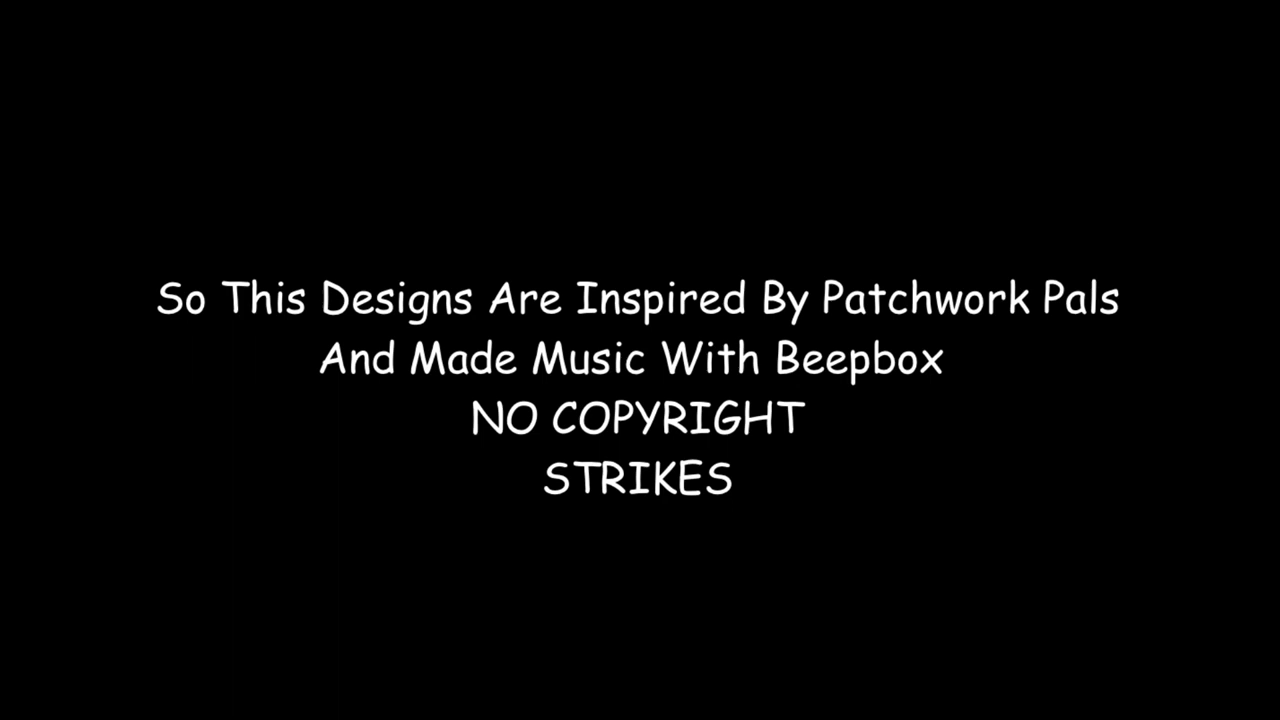 So This Designs Are Inspired By Patchwork Pals
And Made Music With Beepbox
NO COPYRIGHT
STRIKES